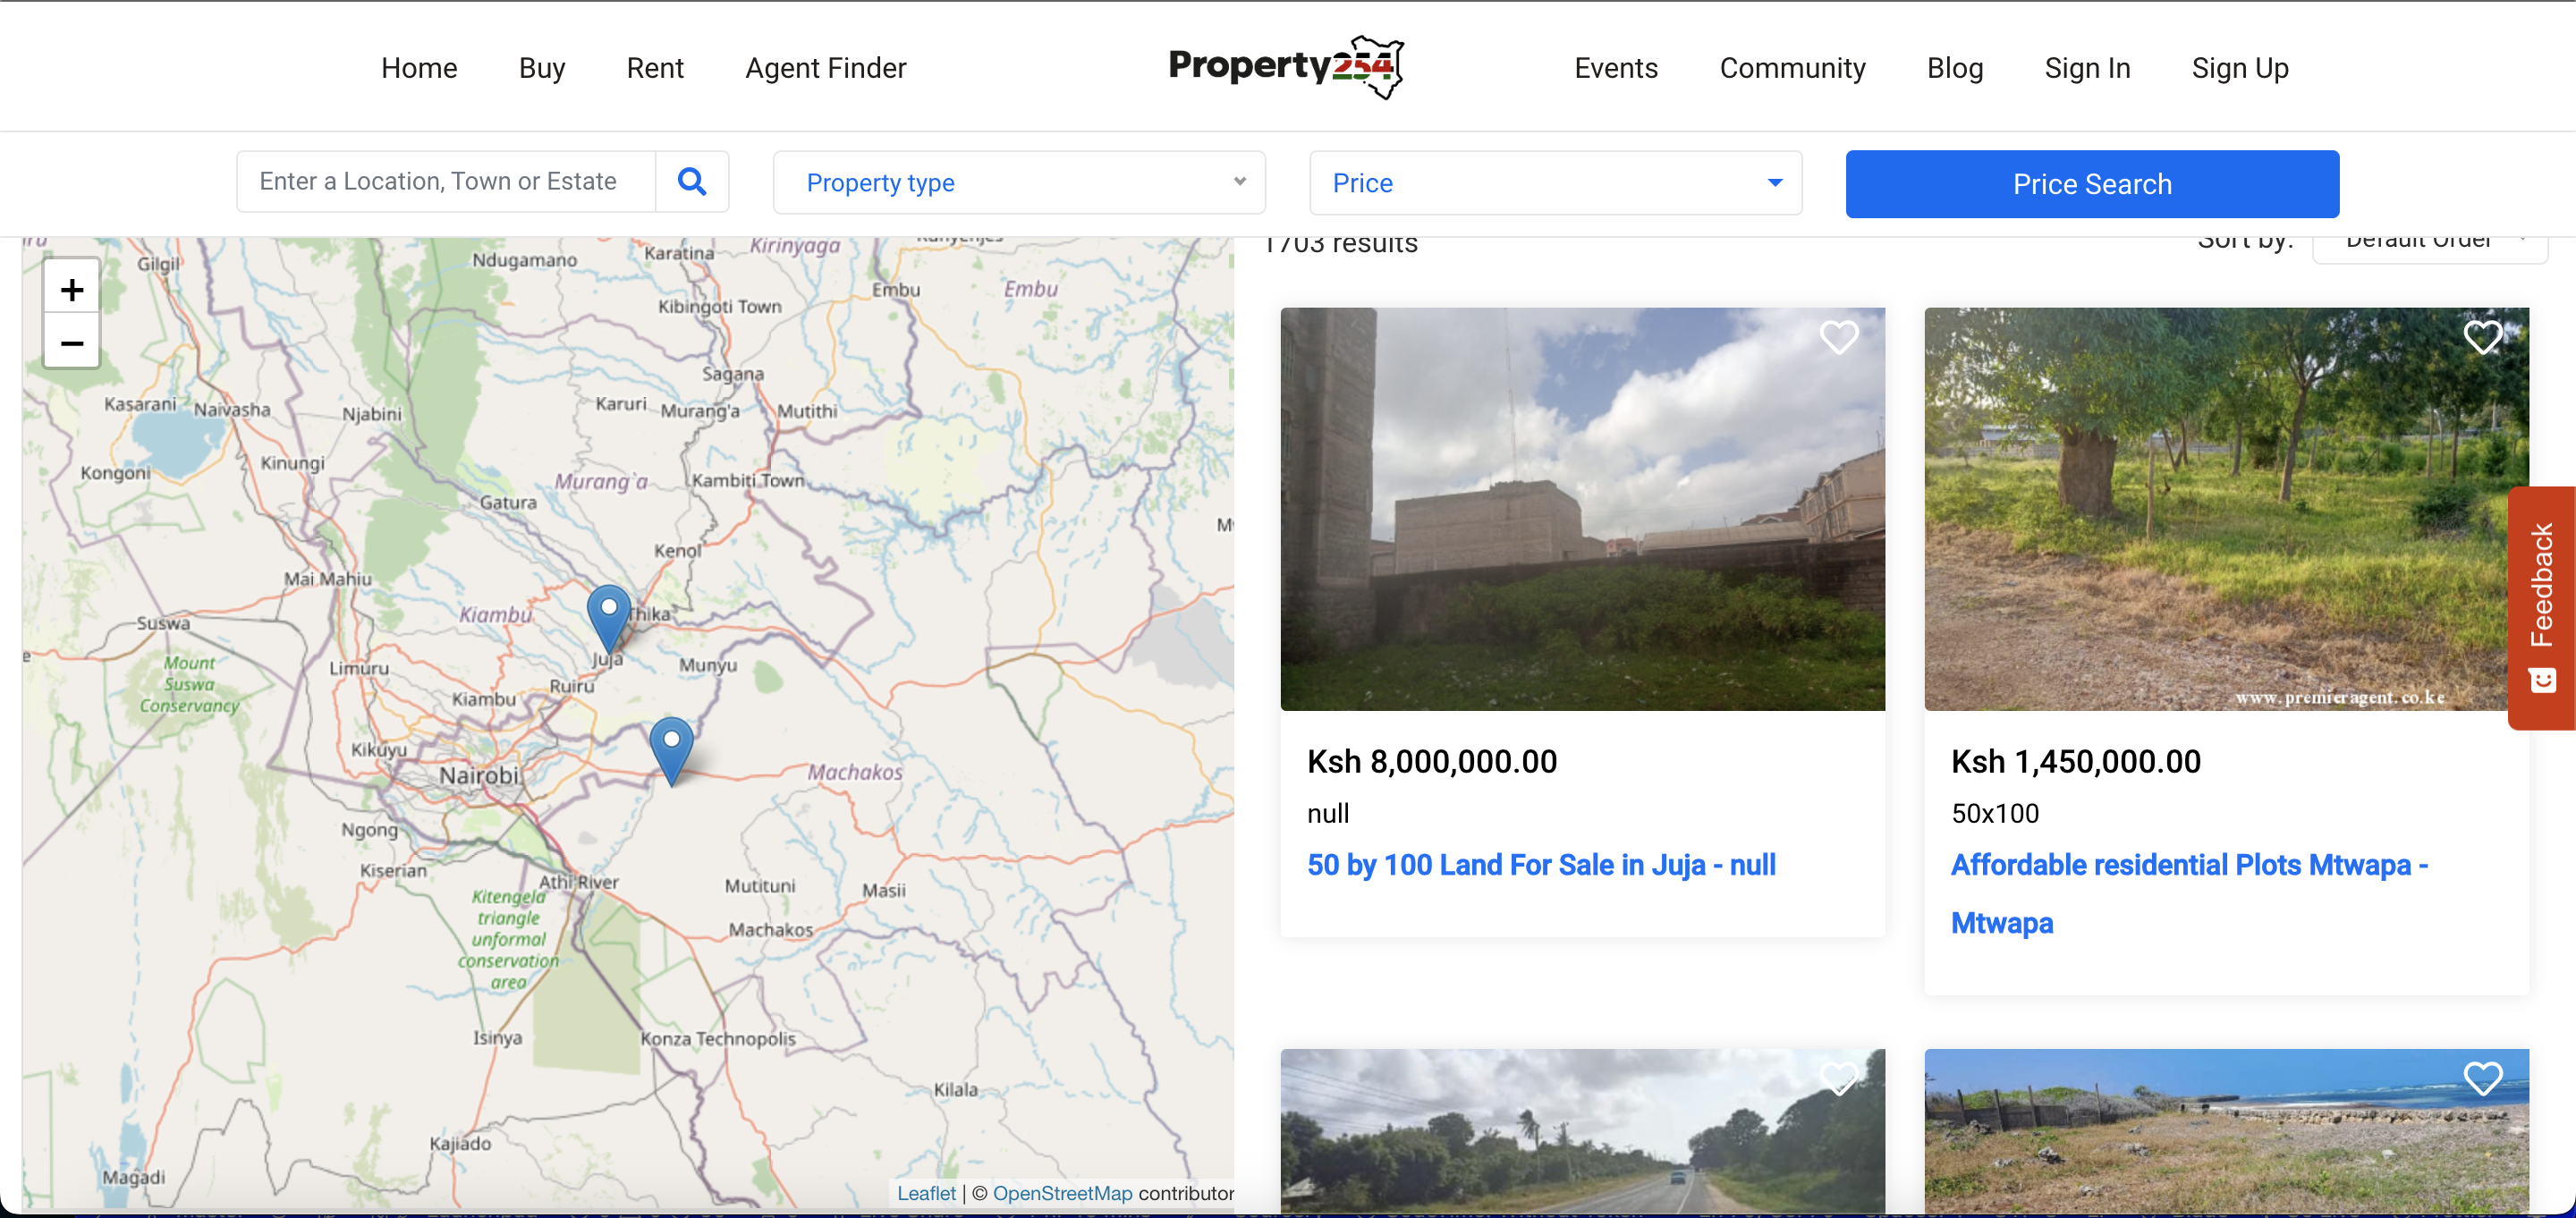 Home Buy Rent Agent Finder Property254 Events Community Blog Sign In Sign Up
Enter a Location, Town or Estate Property type Price Price Search
1703 results Sort by: Default Order
+
−
Gilgil
Ndugamano
Karatina
Kirinyaga
Embu
Embu
Kibingoti Town
Sagana
Kasarani
Naivasha
Njabini
Karuri
Murang'a
Mutithi
Kongoni
Kinungi
Murang'a
Kambiti Town
Gatura
Kenol
Mai Mahiu
Kiambu
Thika
Suswa
Juja
Munyu
Limuru
Mount
Suswa
Conservancy
Ruiru
Kiambu
Kikuyu
Nairobi
Machakos
Ngong
Kiserian
Athi River
Mutituni
Masii
Kitengela
triangle
unformal
conservation
area
Machakos
Isinya
Konza Technopolis
Kilala
Kajiado
Magadi
Leaflet | © OpenStreetMap contributor
Ksh 8,000,000.00
null
50 by 100 Land For Sale in Juja - null
www.premieragent.co.ke
Ksh 1,450,000.00
50x100
Affordable residential Plots Mtwapa -
Mtwapa
Feedback